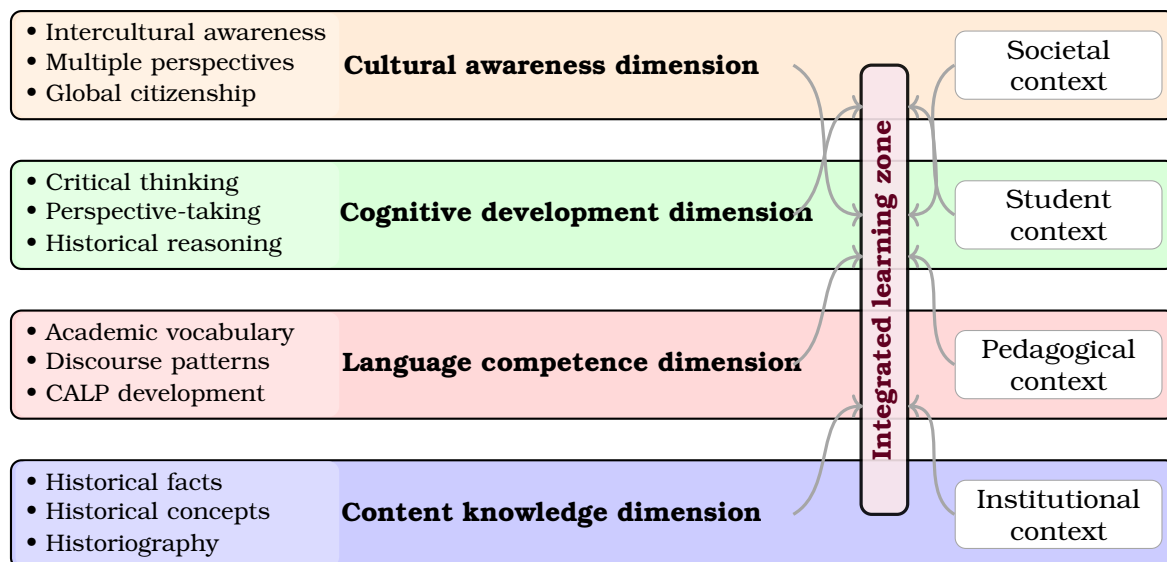 • Intercultural awareness
• Multiple perspectives
• Global citizenship
Cultural awareness dimension
Societal
context
• Critical thinking
• Perspective-taking
• Historical reasoning
Cognitive development dimension
Student
context
Integrated learning zone
• Academic vocabulary
• Discourse patterns
• CALP development
Language competence dimension
Pedagogical
context
• Historical facts
• Historical concepts
• Historiography
Content knowledge dimension
Institutional
context